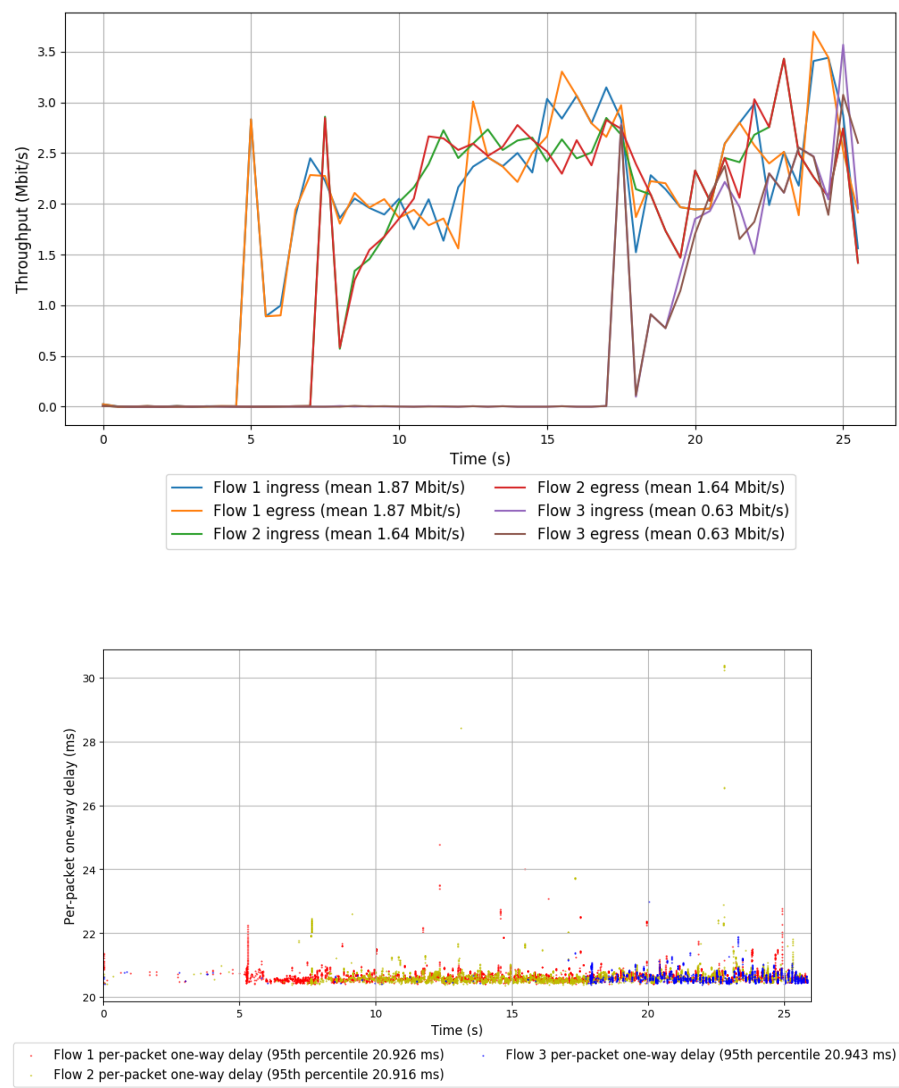 Throughput (Mbit/s)
3.5
3.0
2.5
2.0
1.5
1.0
0.5
0.0
0 5 10 15 20 25
Time (s)
Flow 1 ingress (mean 1.87 Mbit/s)
Flow 1 egress (mean 1.87 Mbit/s)
Flow 2 ingress (mean 1.64 Mbit/s)
Flow 2 egress (mean 1.64 Mbit/s)
Flow 3 ingress (mean 0.63 Mbit/s)
Flow 3 egress (mean 0.63 Mbit/s)
Per-packet one-way delay (ms)
30
28
26
24
22
20
0 5 10 15 20 25
Time (s)
Flow 1 per-packet one-way delay (95th percentile 20.926 ms)
Flow 2 per-packet one-way delay (95th percentile 20.916 ms)
Flow 3 per-packet one-way delay (95th percentile 20.943 ms)